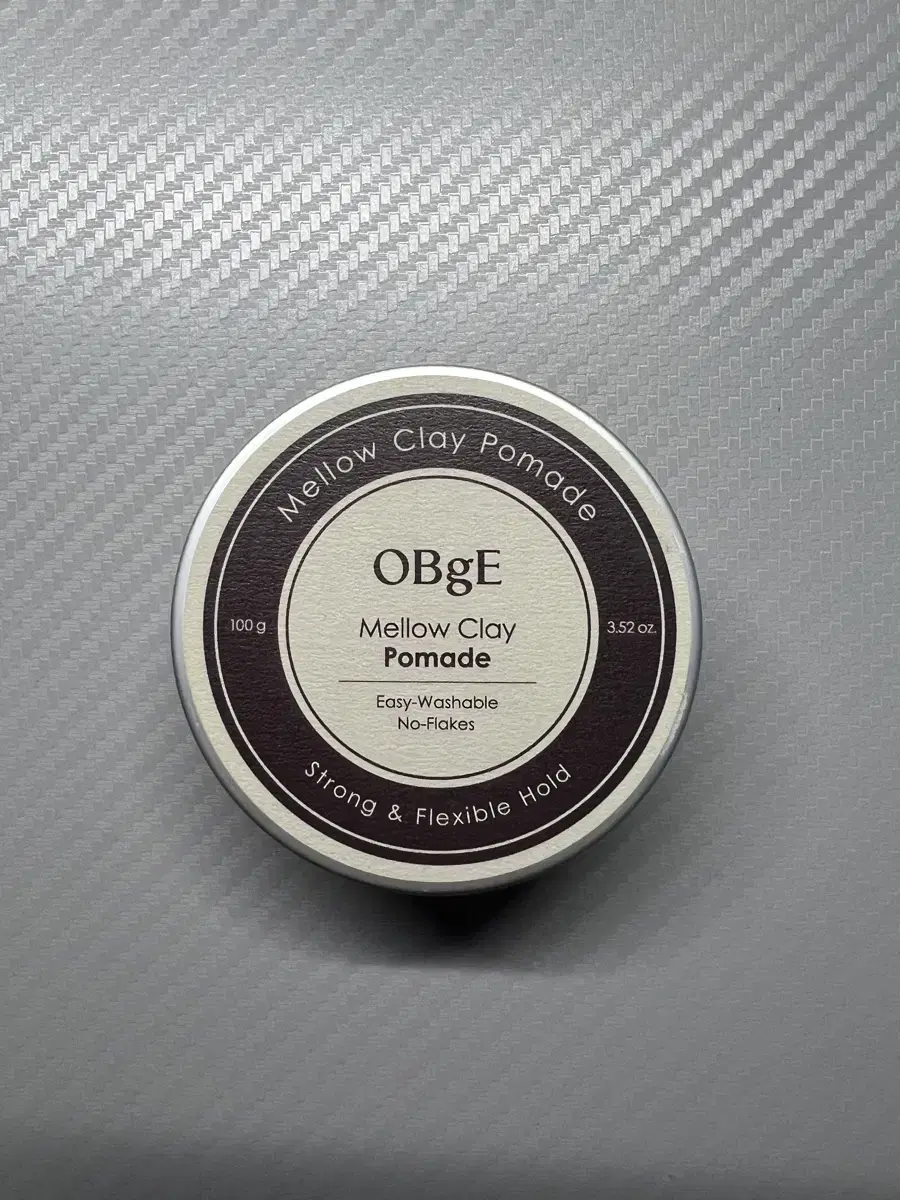 Mellow Clay Pomade
OBgE
Mellow Clay
Pomade
100 g
3.52 oz.
Easy-Washable
No-Flakes
Strong & Flexible Hold